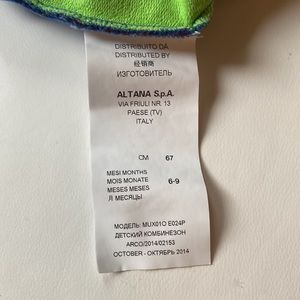 DISTRIBUITO DA
DISTRIBUTED BY
经销商
ИЗГОТОВИТЕЛЬ
ALTANA S.p.A.
VIA FRIULI NR. 13
PAESE (TV)
ITALY
CM 67
MESI MONTHS
MOIS MONATE 6-9
MESES MESES
Л МЕСЯЦЫ
МОДЕЛЬ: MUX01O E024P
ДЕТСКИЙ КОМБИНЕЗОН
ARCO/2014/02153
OCTOBER - ОКТЯБРЬ 2014